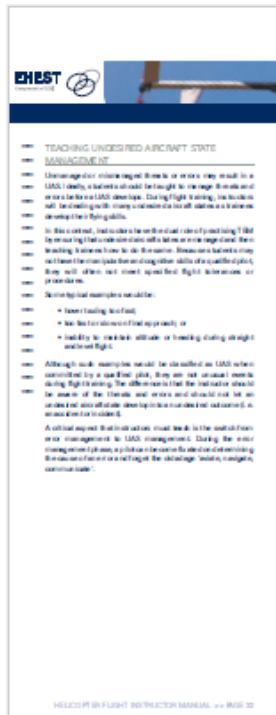 EHEST
TEACHING UNDESIRED AIRCRAFT STATE
MANAGEMENT
Unmanaged or mismanaged threats or errors may result in a
UAS. Ideally, students should be taught to manage threats and
errors before a UAS develops. During flight training, instructors
will be dealing with many undesired aircraft states as trainees
develop their flying skills.
In this context, instructors have the dual roles of practising TEM
by ensuring that undesired aircraft states are managed and then
teaching trainees how to do the same. Because students may
not have the manipulative and cognitive skills of a qualified pilot,
they will often not meet specified flight tolerances or
procedures.
Some typical examples would be:
• hover taxiing too fast;
• too fast or slow on final approach; or
• inability to maintain altitude or heading during straight
and level flight.
Although such examples would be classified as UAS when
committed by a qualified pilot, they are not unusual events
during flight training. The difference is that the instructor should
be aware of the threats and errors and should not let an
undesired aircraft state develop into an undesired outcome (i.e.
an accident or incident).
A critical aspect that instructors must teach is the switch from
error management to UAS management. During the error
management phase, a pilot can become fixated on determining
the cause of an error and forget the old adage 'aviate, navigate,
communicate'.
HELICOPTER FLIGHT INSTRUCTOR MANUAL >> PAGE